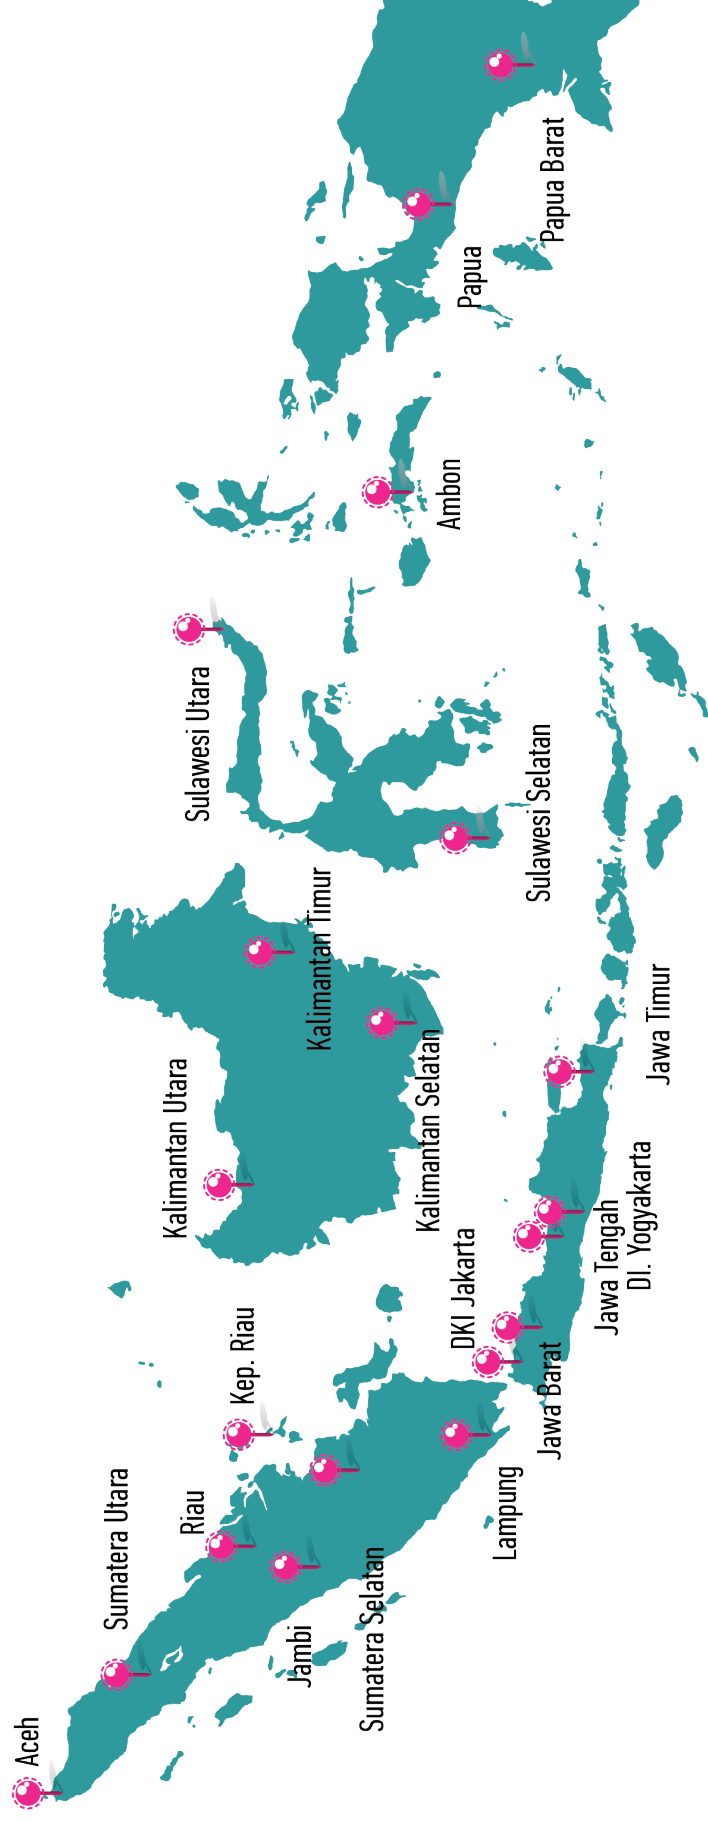 Aceh
Sumatera Utara
Riau
Kep. Riau
Jambi
Sumatera Selatan
Lampung
DKI Jakarta
Jawa Barat
Jawa Tengah
DI. Yogyakarta
Jawa Timur
Kalimantan Utara
Kalimantan Timur
Kalimantan Selatan
Sulawesi Utara
Sulawesi Selatan
Ambon
Papua
Papua Barat